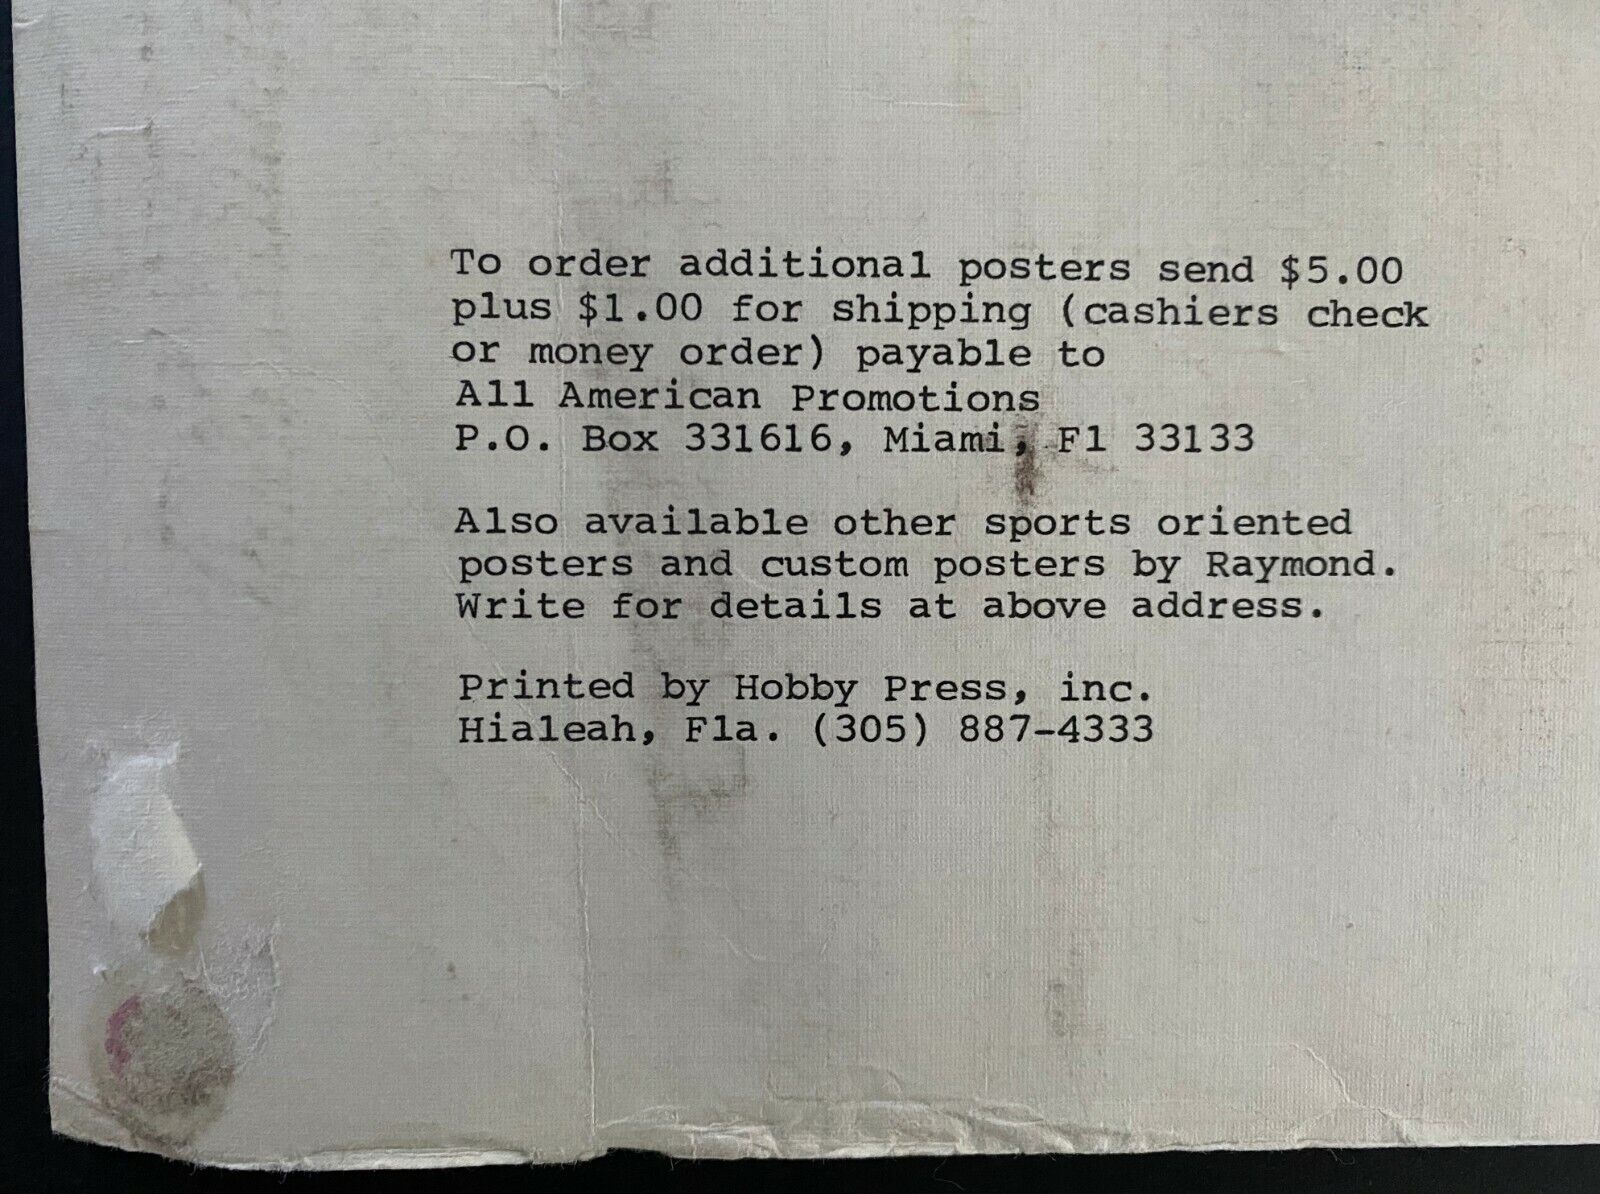 To order additional posters send $5.00
plus $1.00 for shipping (cashiers check
or money order) payable to
All American Promotions
P.O. Box 331616, Miami, Fl 33133
Also available other sports oriented
posters and custom posters by Raymond.
Write for details at above address.
Printed by Hobby Press, inc.
Hialeah, Fla. (305) 887-4333